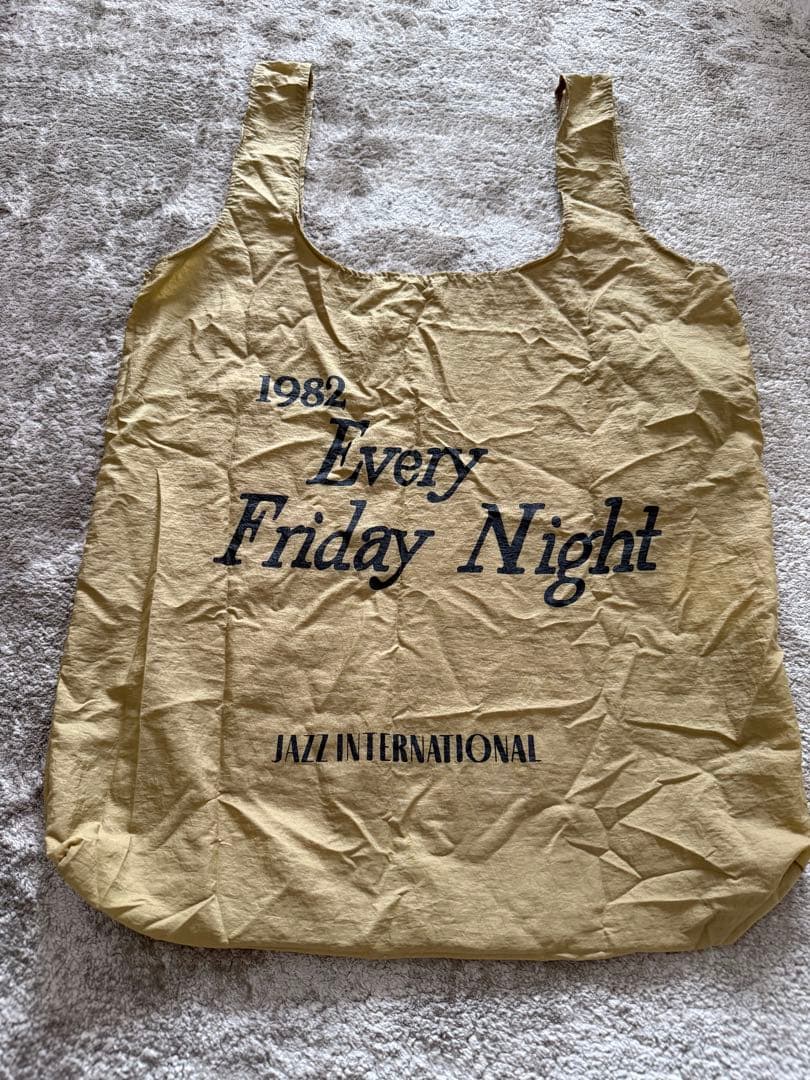 1982
Every
Friday Night
JAZZ INTERNATIONAL